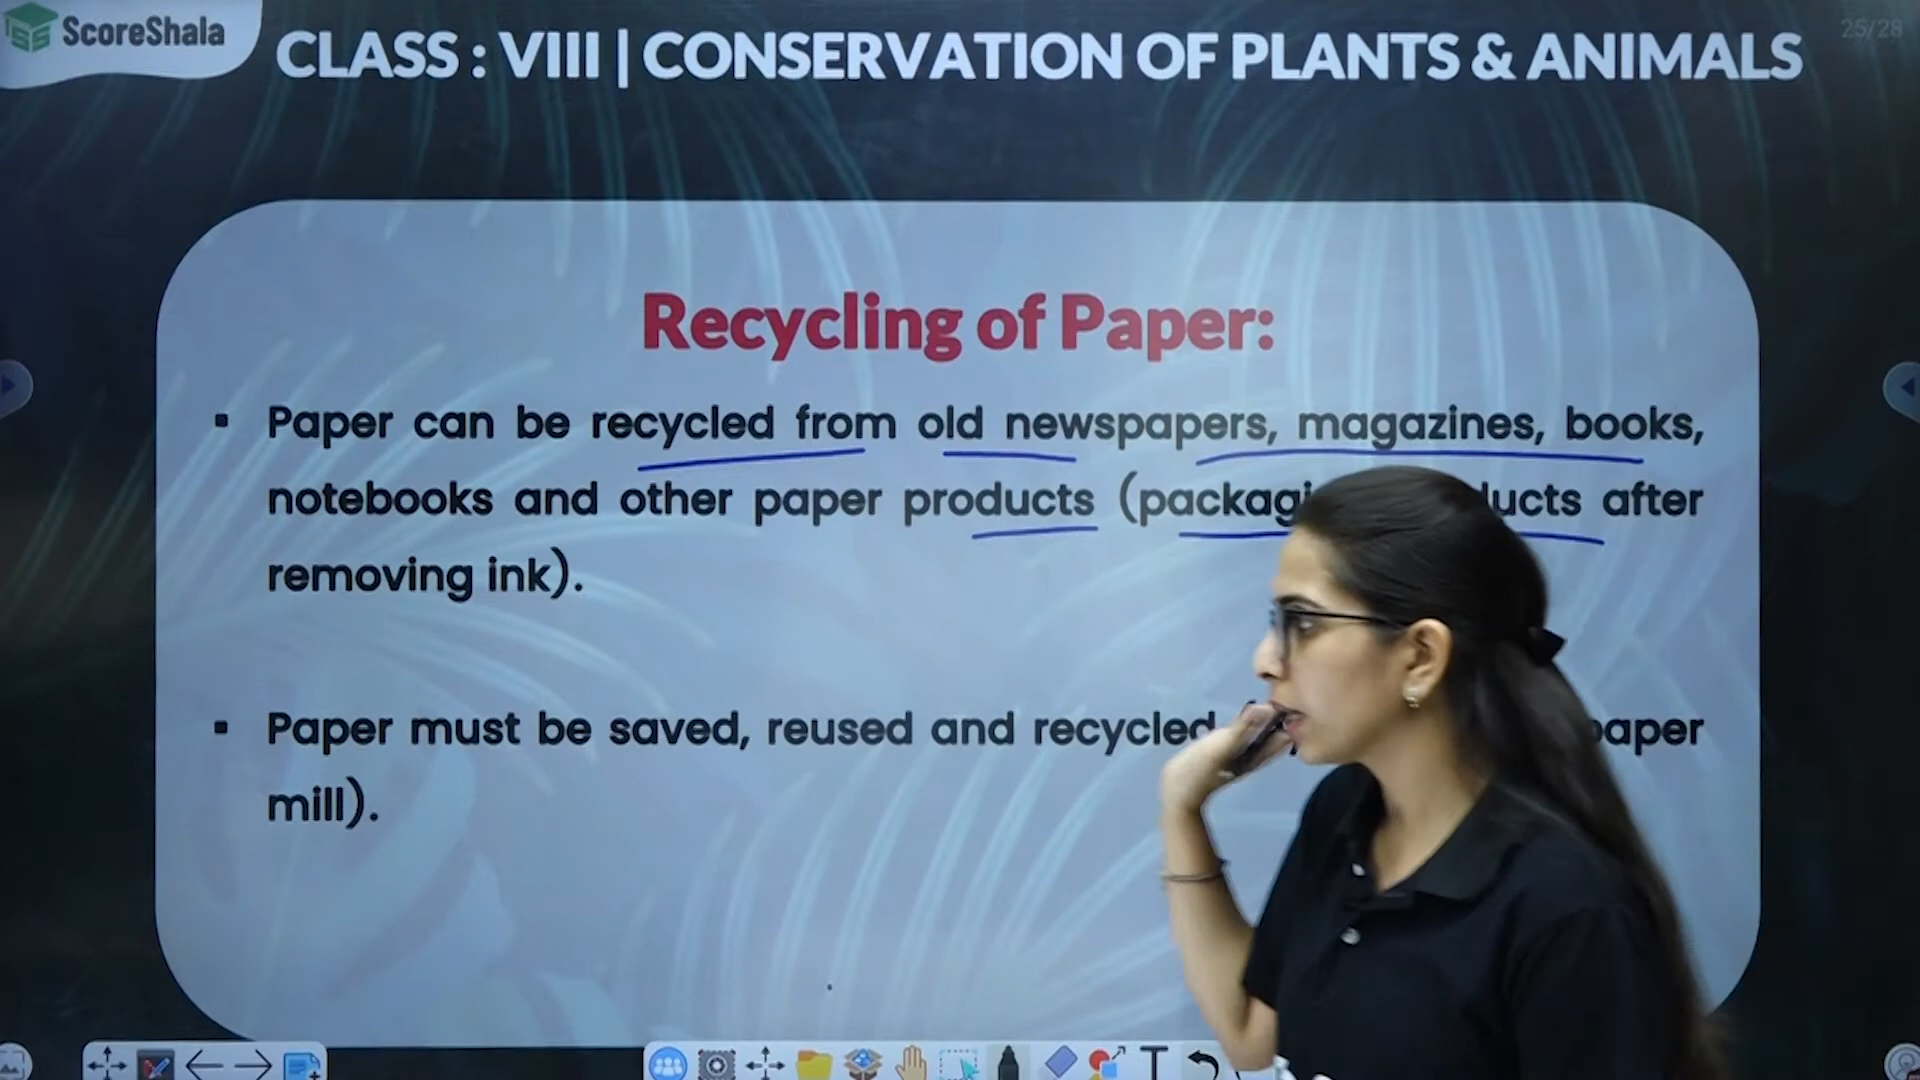 ScoreShala
CLASS : VIII | CONSERVATION OF PLANTS & ANIMALS
25/28
Recycling of Paper:
▪ Paper can be recycled from old newspapers, magazines, books,
notebooks and other paper products (packagi ucts after
removing ink).
▪ Paper must be saved, reused and recycled paper
mill).